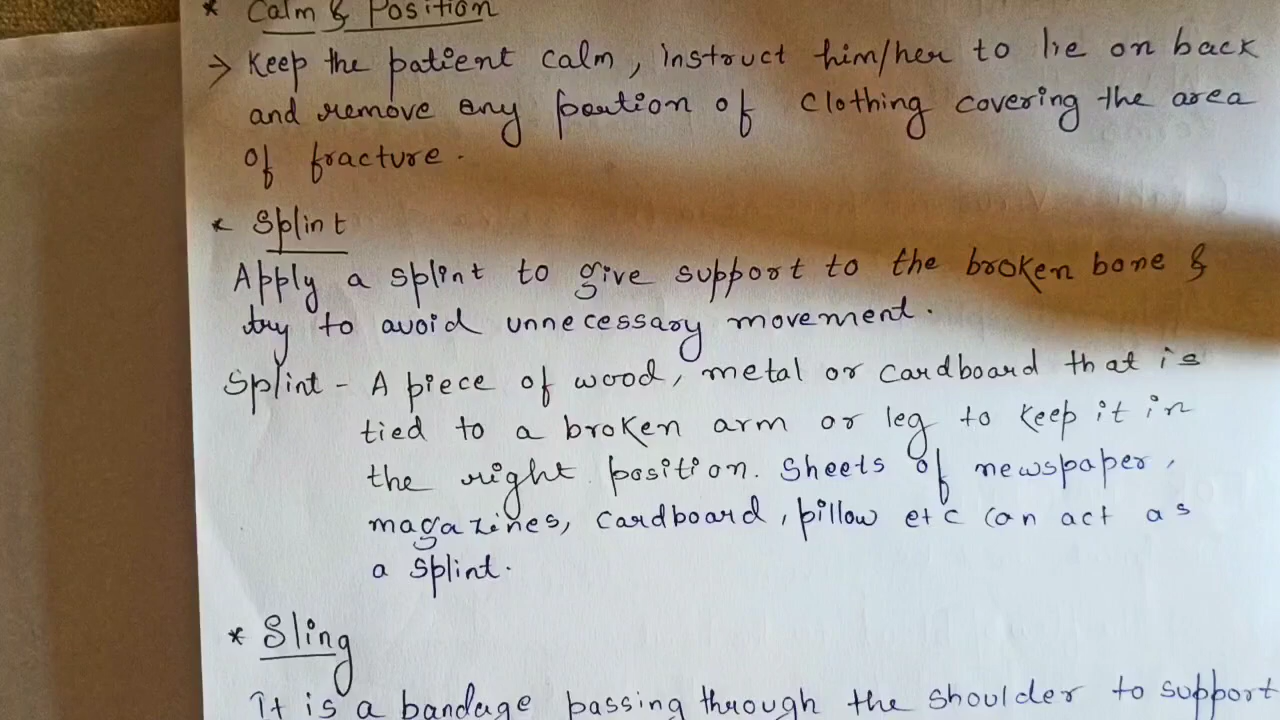 * Calm & Position
→ Keep the patient calm, instruct him/her to lie on back
and remove any portion of clothing covering the area
of fracture.
* Splint
Apply a splint to give support to the broken bone &
try to avoid unnecessary movement.
Splint - A piece of wood, metal or cardboard that is
tied to a broken arm or leg to keep it in
the right position. Sheets of newspaper,
magazines, cardboard, pillow etc can act as
a splint.
* Sling
It is a bandage passing through the shoulder to support